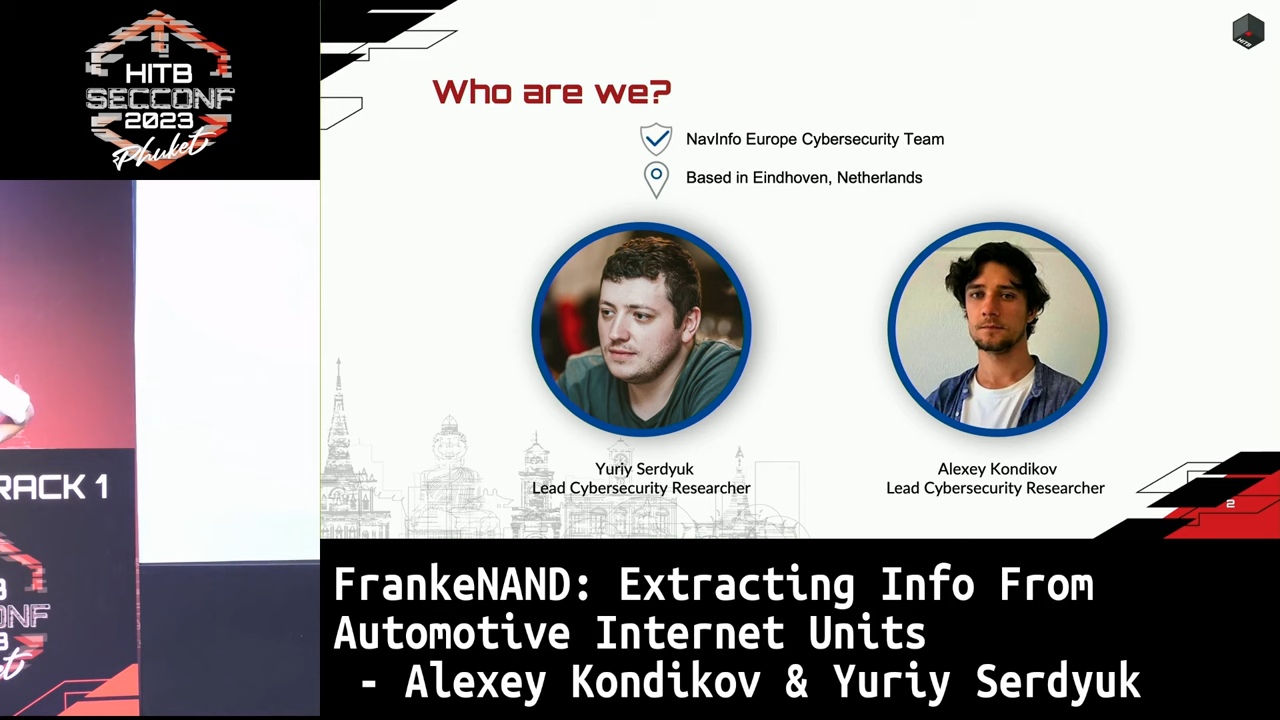 HITB
SECCONF
2023
Phuket
HITB
Who are we?
NavInfo Europe Cybersecurity Team
Based in Eindhoven, Netherlands
Yuriy Serdyuk
Lead Cybersecurity Researcher
Alexey Kondikov
Lead Cybersecurity Researcher
2
RACK 1
FrankeNAND: Extracting Info From
Automotive Internet Units
- Alexey Kondikov & Yuriy Serdyuk